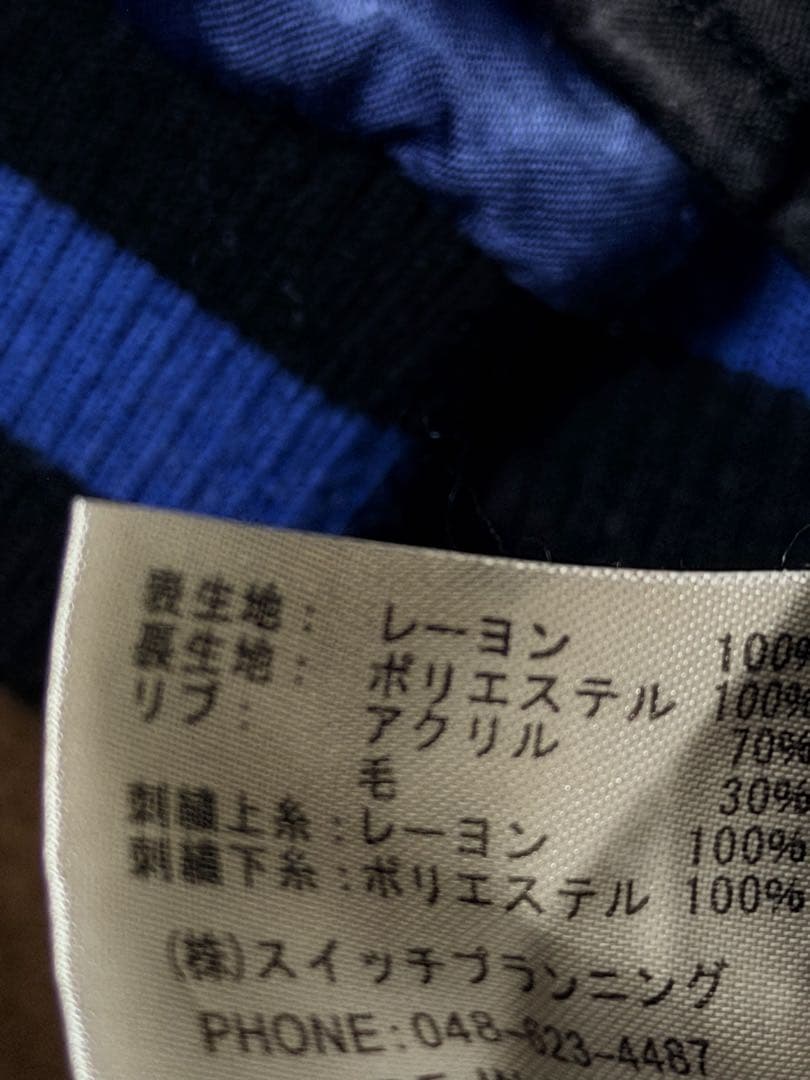 表生地： レーヨン 100%
裏生地： ポリエステル 100%
リブ： アクリル 70%
毛 30%
刺繍上糸：レーヨン 100%
刺繍下糸：ポリエステル 100%
(株)スイッチプランニング
PHONE:048-623-4487